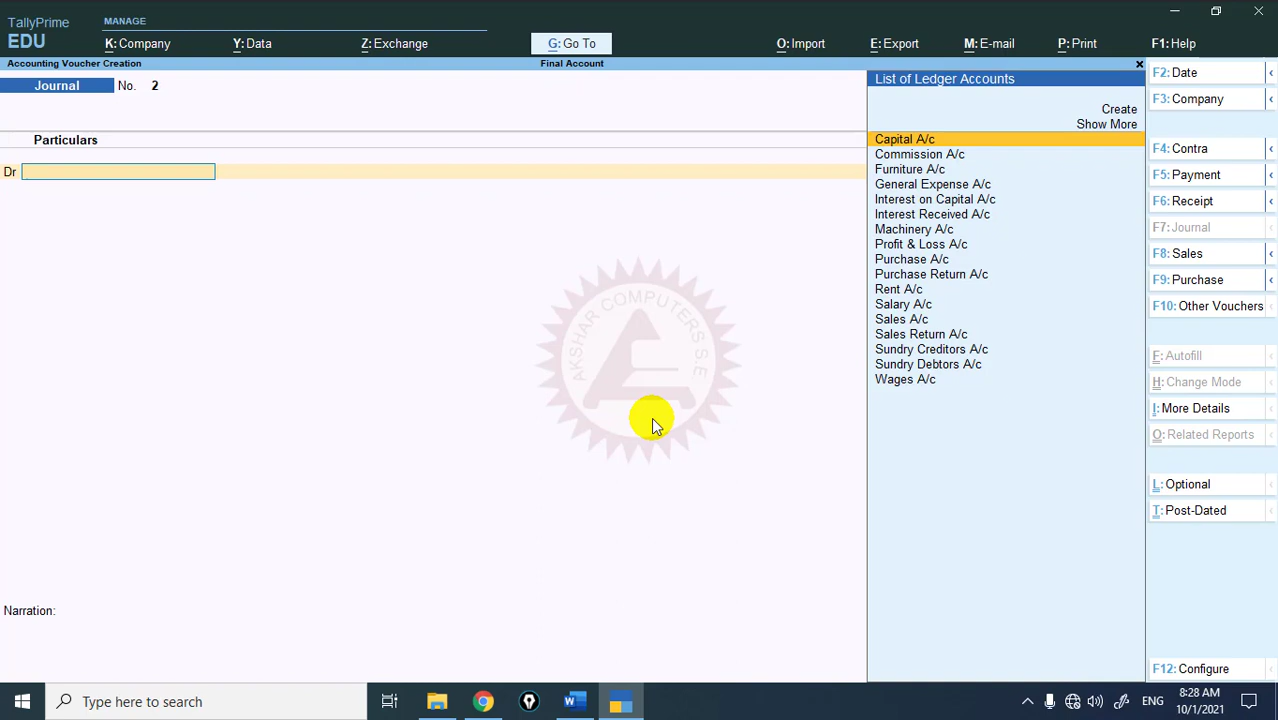 TallyPrime
EDU
MANAGE
K: Company
Y: Data
Z: Exchange
G: Go To
O: Import
E: Export
M: E-mail
P: Print
F1: Help
Accounting Voucher Creation
Final Account
Journal No. 2
Particulars
Dr
Narration:
AKSHAR COMPUTERS S.E.
List of Ledger Accounts
Create
Show More
Capital A/c
Commission A/c
Furniture A/c
General Expense A/c
Interest on Capital A/c
Interest Received A/c
Machinery A/c
Profit & Loss A/c
Purchase A/c
Purchase Return A/c
Rent A/c
Salary A/c
Sales A/c
Sales Return A/c
Sundry Creditors A/c
Sundry Debtors A/c
Wages A/c
F2: Date
F3: Company
F4: Contra
F5: Payment
F6: Receipt
F7: Journal
F8: Sales
F9: Purchase
F10: Other Vouchers
F: Autofill
H: Change Mode
I: More Details
O: Related Reports
L: Optional
T: Post-Dated
F12: Configure
Type here to search
ENG
8:28 AM
10/1/2021